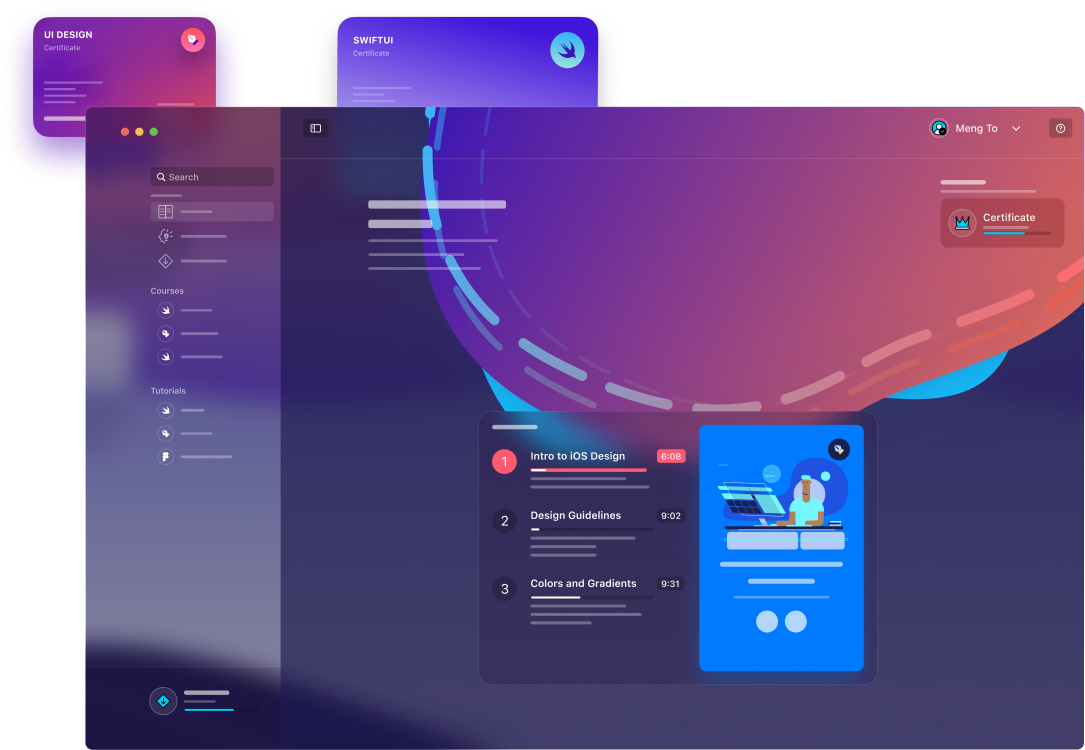 UI DESIGN
Certificate
SWIFTUI
Certificate
Meng To
Search
Certificate
Courses
Tutorials
1 Intro to iOS Design 6:08
2 Design Guidelines 9:02
3 Colors and Gradients 9:31